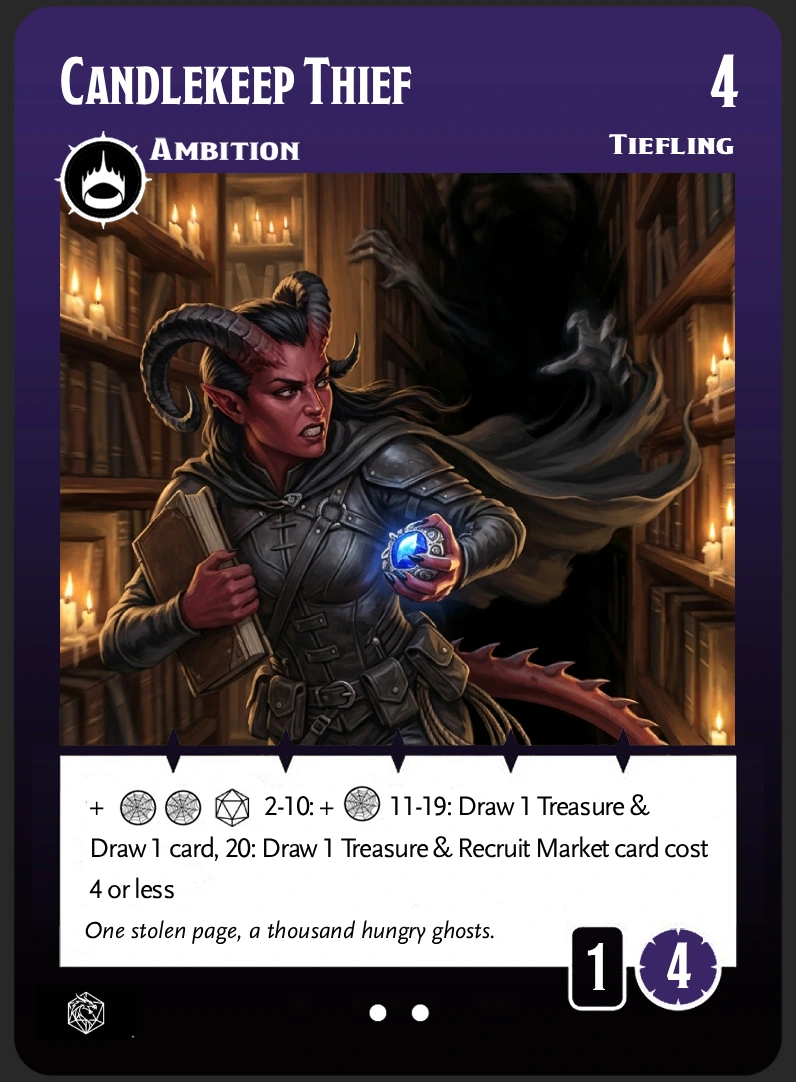 Candlekeep Thief
4
Ambition
Tiefling
+ 2-10: + 11-19: Draw 1 Treasure &
Draw 1 card, 20: Draw 1 Treasure & Recruit Market card cost
4 or less
One stolen page, a thousand hungry ghosts.
1
4